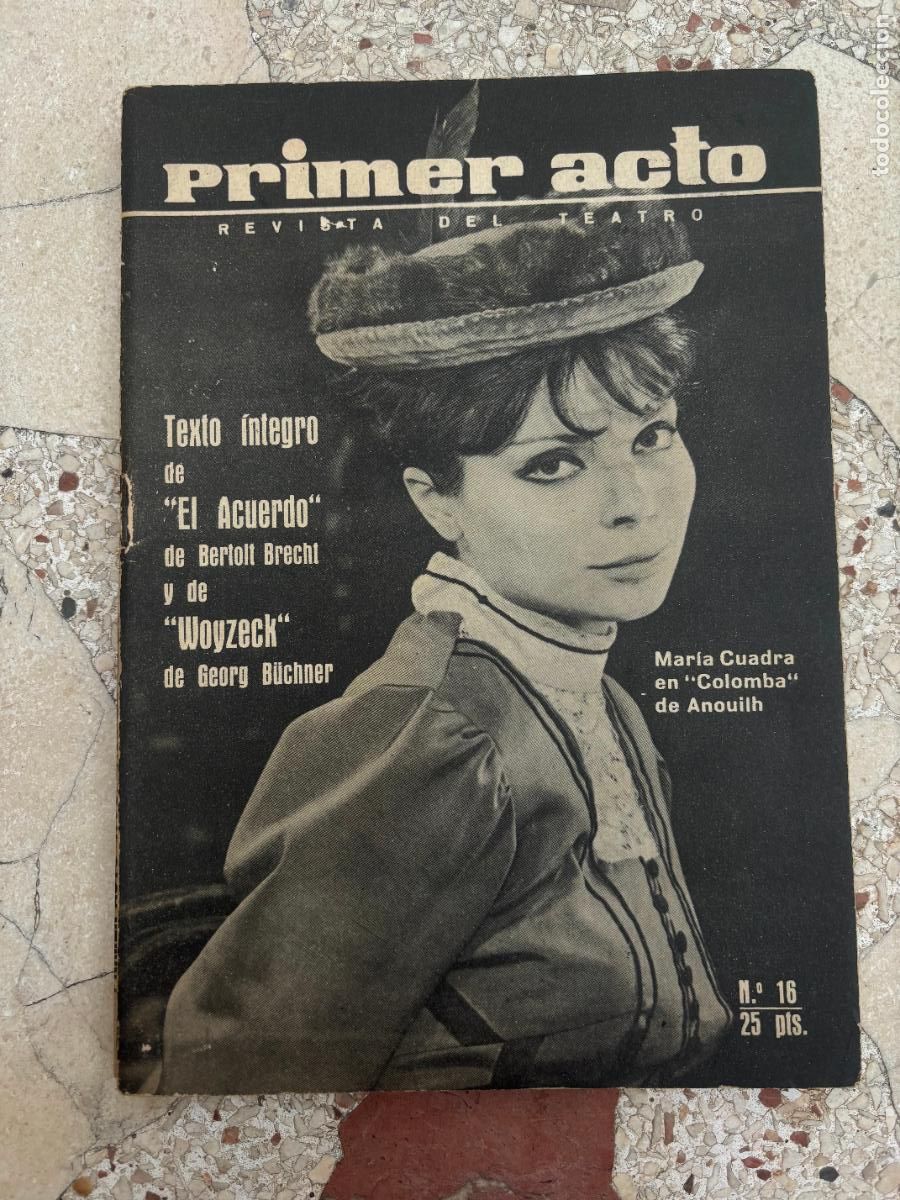 primer acto
REVISTA DEL TEATRO
Texto íntegro
de
"El Acuerdo"
de Bertolt Brecht
y de
"Woyzeck"
de Georg Büchner
María Cuadra
en "Colomba"
de Anouilh
N.º 16
25 pts.
todocoleccion